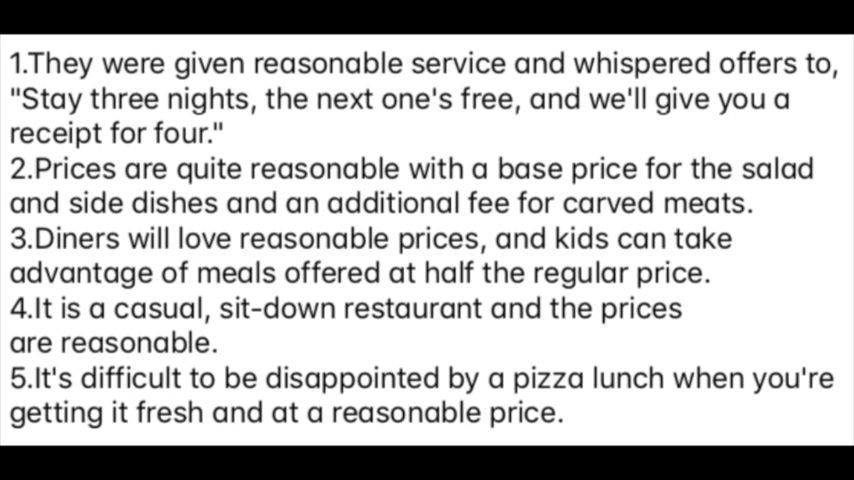 1.They were given reasonable service and whispered offers to,
"Stay three nights, the next one's free, and we'll give you a
receipt for four."
2.Prices are quite reasonable with a base price for the salad
and side dishes and an additional fee for carved meats.
3.Diners will love reasonable prices, and kids can take
advantage of meals offered at half the regular price.
4.It is a casual, sit-down restaurant and the prices
are reasonable.
5.It's difficult to be disappointed by a pizza lunch when you're
getting it fresh and at a reasonable price.